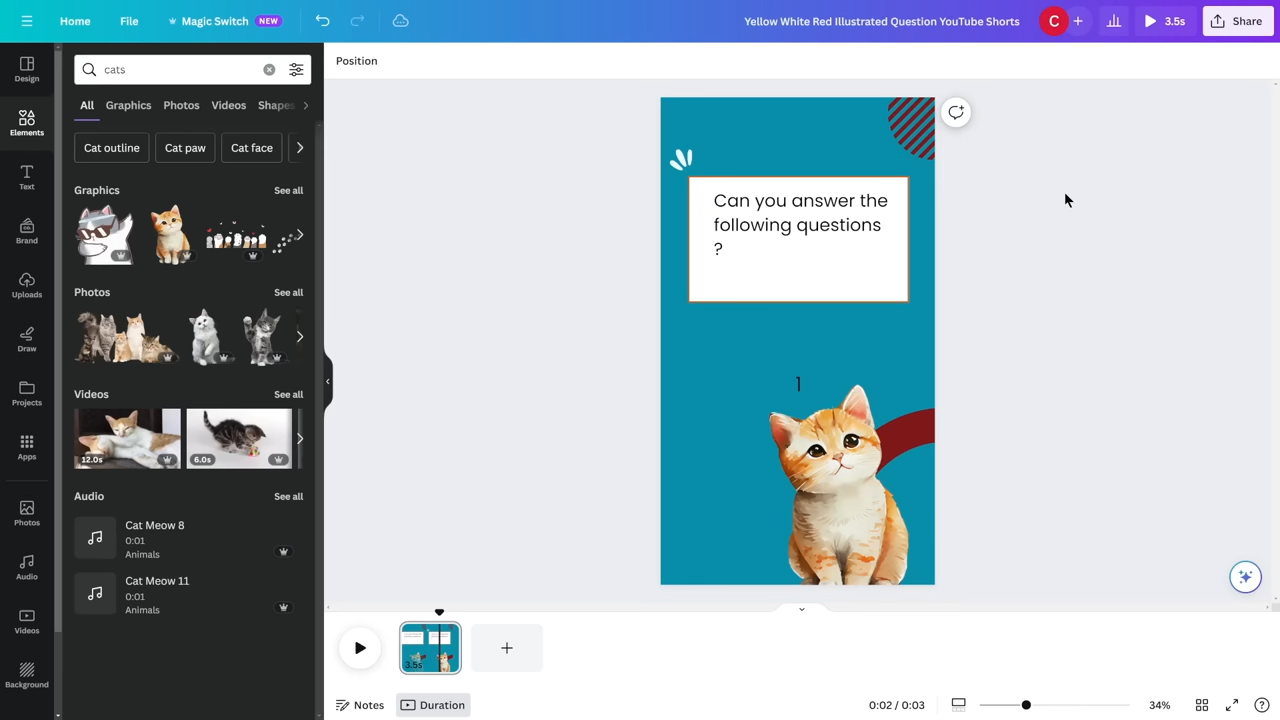 Home
File
Magic Switch
NEW
Yellow White Red Illustrated Question YouTube Shorts
C
3.5s
Share
Design
Elements
Text
Brand
Uploads
Draw
Projects
Apps
Photos
Audio
Videos
Background
cats
All
Graphics
Photos
Videos
Shapes
Cat outline
Cat paw
Cat face
Graphics
See all
Photos
See all
Videos
See all
12.0s
6.0s
Audio
See all
Cat Meow 8
0:01
Animals
Cat Meow 11
0:01
Animals
Position
Can you answer the
following questions
?
1
3.5s
Notes
Duration
0:02 / 0:03
34%